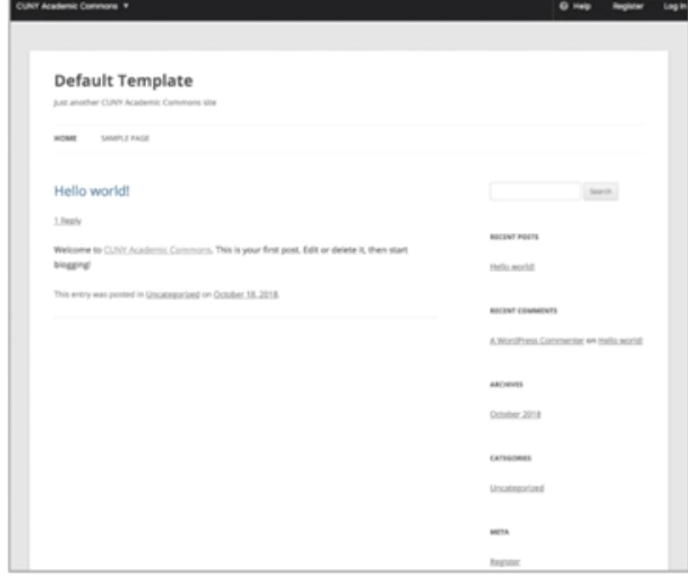 CUNY Academic Commons ▼
Help Register Log In
Default Template
Just another CUNY Academic Commons site
HOME SAMPLE PAGE
Hello world!
1 Reply
Welcome to CUNY Academic Commons. This is your first post. Edit or delete it, then start
blogging!
This entry was posted in Uncategorized on October 18, 2018.
Search
RECENT POSTS
Hello world!
RECENT COMMENTS
A WordPress Commenter on Hello world!
ARCHIVES
October 2018
CATEGORIES
Uncategorized
META
Register